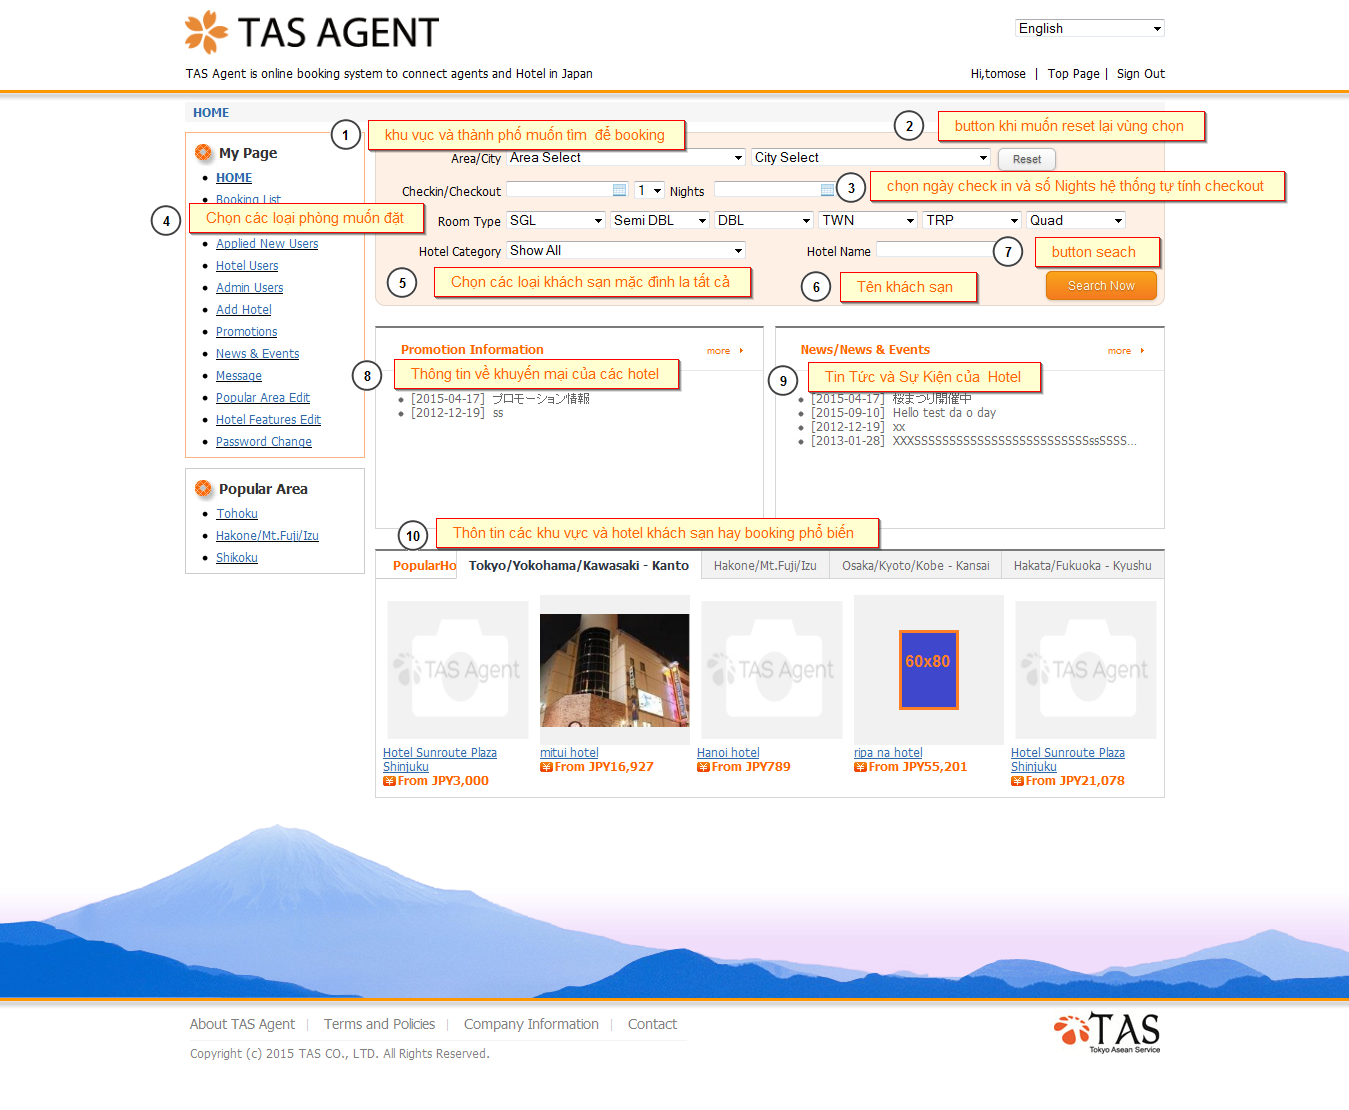 TAS AGENT
English
TAS Agent is online booking system to connect agents and Hotel in Japan
Hi,tomose | Top Page | Sign Out
HOME
1 khu vục và thành phố muốn tìm để booking
2 button khi muốn reset lại vùng chọn
My Page
HOME
Booking List
4 Chọn các loại phòng muốn đặt
Applied New Users
Hotel Users
Admin Users
Add Hotel
Promotions
News & Events
Message
Popular Area Edit
Hotel Features Edit
Password Change
Popular Area
Tohoku
Hakone/Mt.Fuji/Izu
Shikoku
Area/City Area Select City Select Reset
Checkin/Checkout 1 Nights
3 chọn ngày check in và số Nights hệ thống tự tính checkout
Room Type SGL Semi DBL DBL TWN TRP Quad
Hotel Category Show All Hotel Name
7 button seach
5 Chọn các loại khách sạn mặc đình la tất cả
6 Tên khách sạn
Search Now
Promotion Information more
8 Thông tin về khuyến mại của các hotel
[2015-04-17] プロモーション情報
[2012-12-19] ss
News/News & Events more
9 Tin Tức và Sự Kiện của Hotel
[2015-04-17] 桜まつり開催中
[2015-09-10] Hello test da o day
[2012-12-19] xx
10 Thôn tin các khu vực và hotel khách sạn hay booking phổ biến
PopularHo Tokyo/Yokohama/Kawasaki - Kanto Hakone/Mt.Fuji/Izu Osaka/Kyoto/Kobe - Kansai Hakata/Fukuoka - Kyushu
TAS Agent
TAS Agent
60x80
TAS Agent
Hotel Sunroute Plaza
Shinjuku
From JPY3,000
mitui hotel
From JPY16,927
Hanoi hotel
From JPY789
ripa na hotel
From JPY55,201
Hotel Sunroute Plaza
Shinjuku
From JPY21,078
About TAS Agent | Terms and Policies | Company Information | Contact
Copyright (c) 2015 TAS CO., LTD. All Rights Reserved.
TAS
Tokyo Asean Service